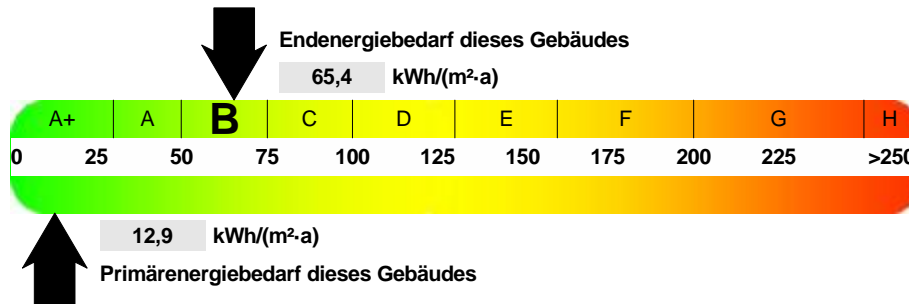 Endenergiebedarf dieses Gebäudes
65,4 kWh/(m²·a)
A+ A B C D E F G H
0 25 50 75 100 125 150 175 200 225 >250
12,9 kWh/(m²·a)
Primärenergiebedarf dieses Gebäudes